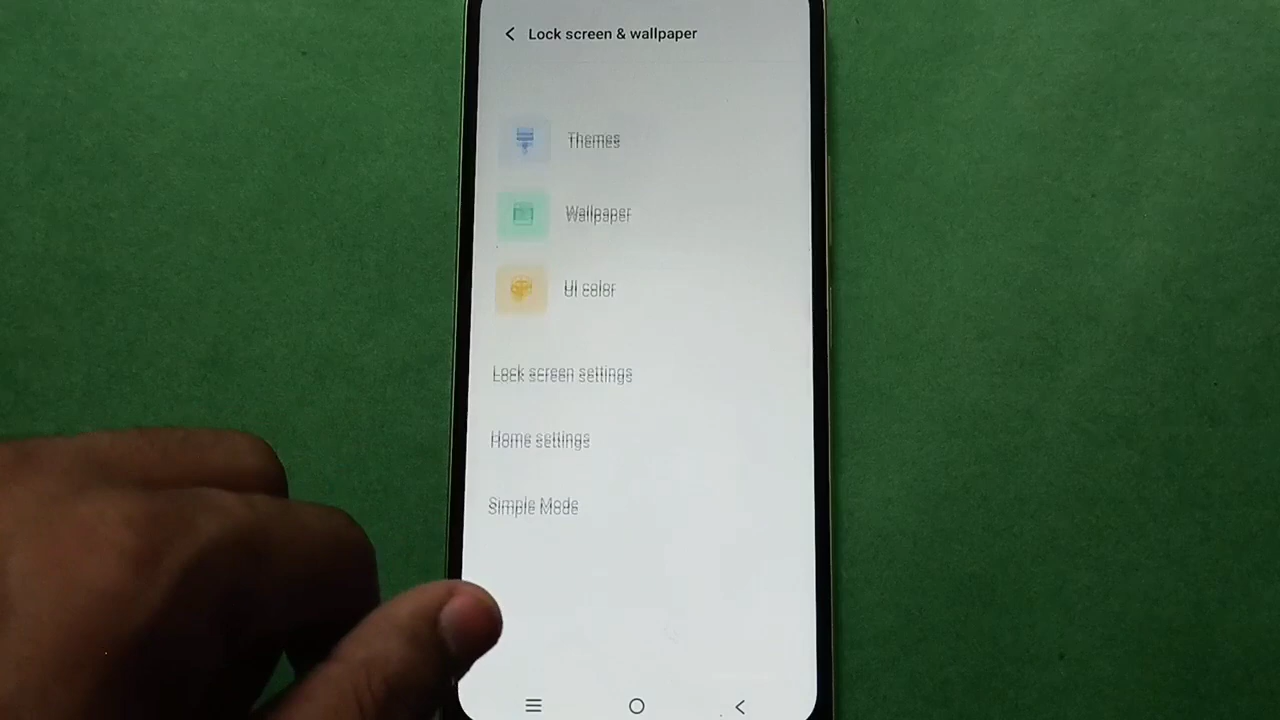 Lock screen & wallpaper
Themes
Wallpaper
UI color
Lock screen settings
Home settings
Simple Mode